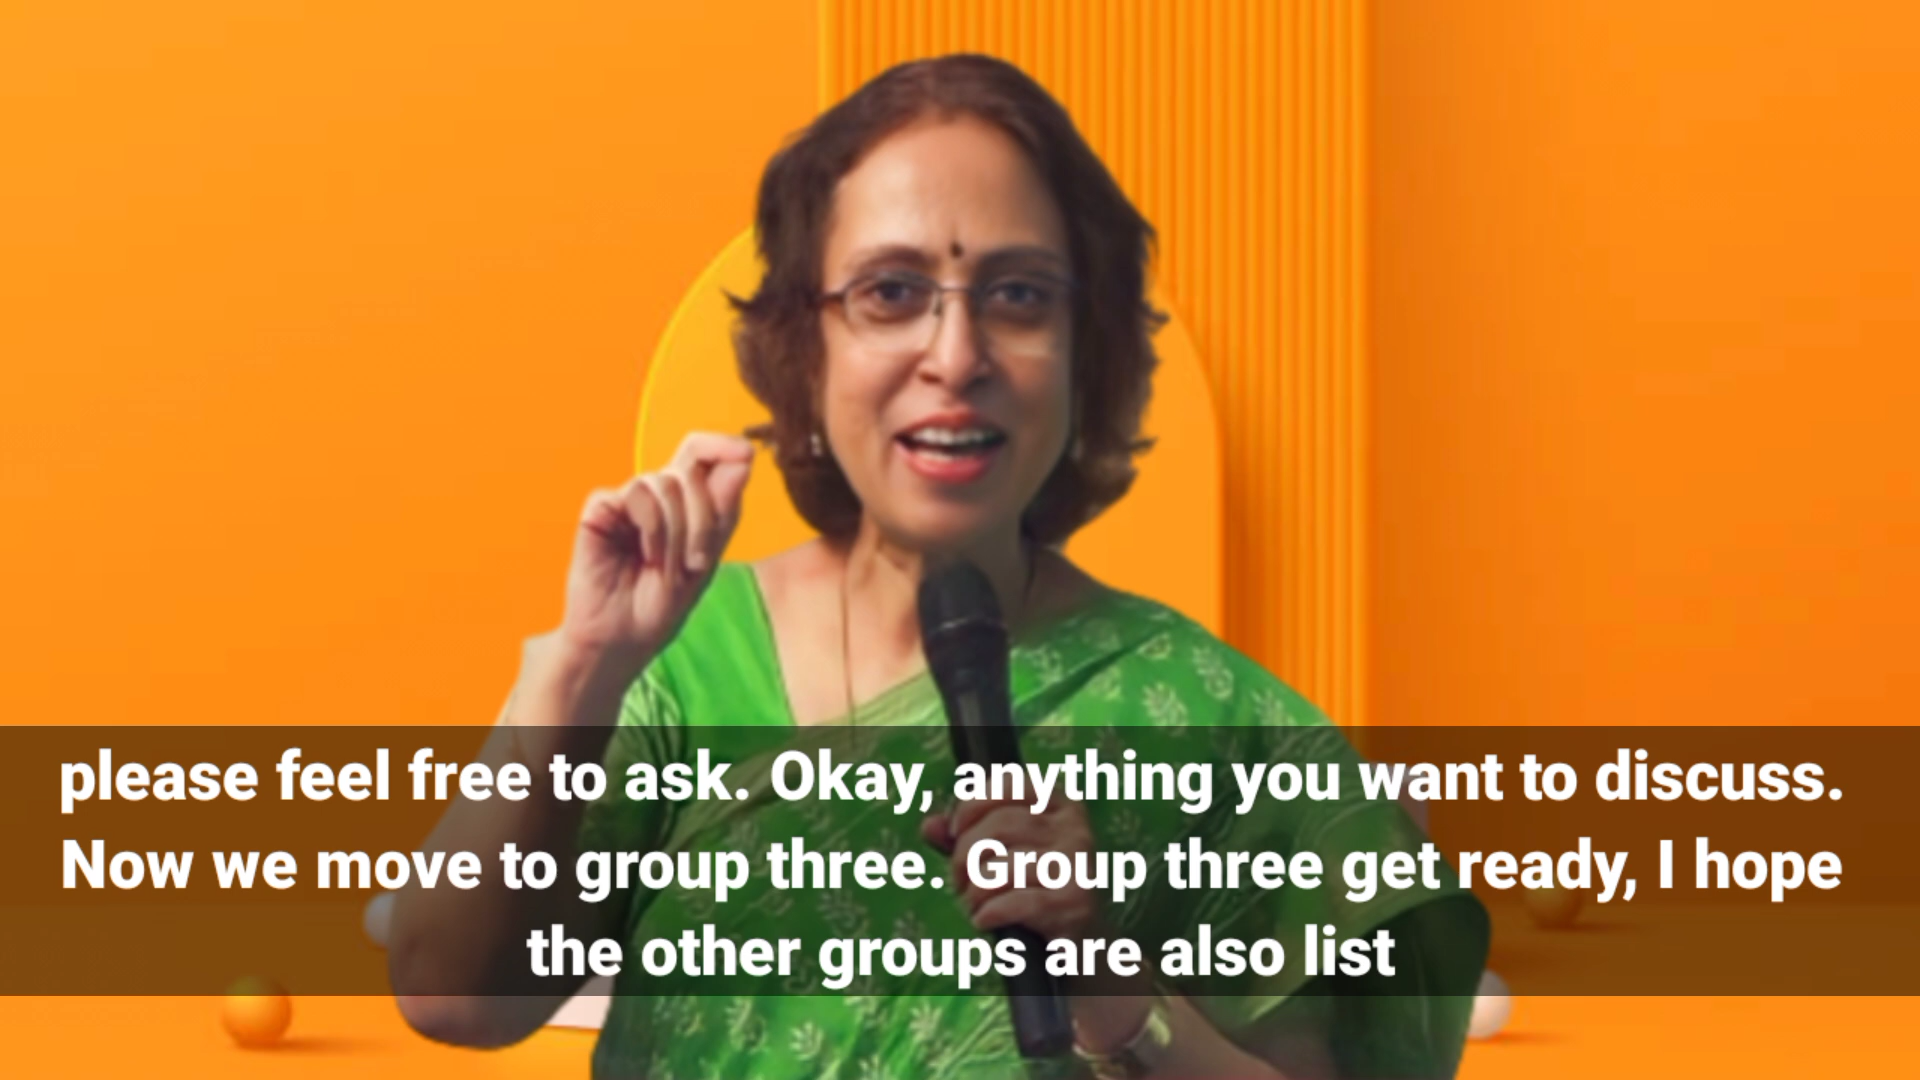 please feel free to ask. Okay, anything you want to discuss.
Now we move to group three. Group three get ready, I hope
the other groups are also list